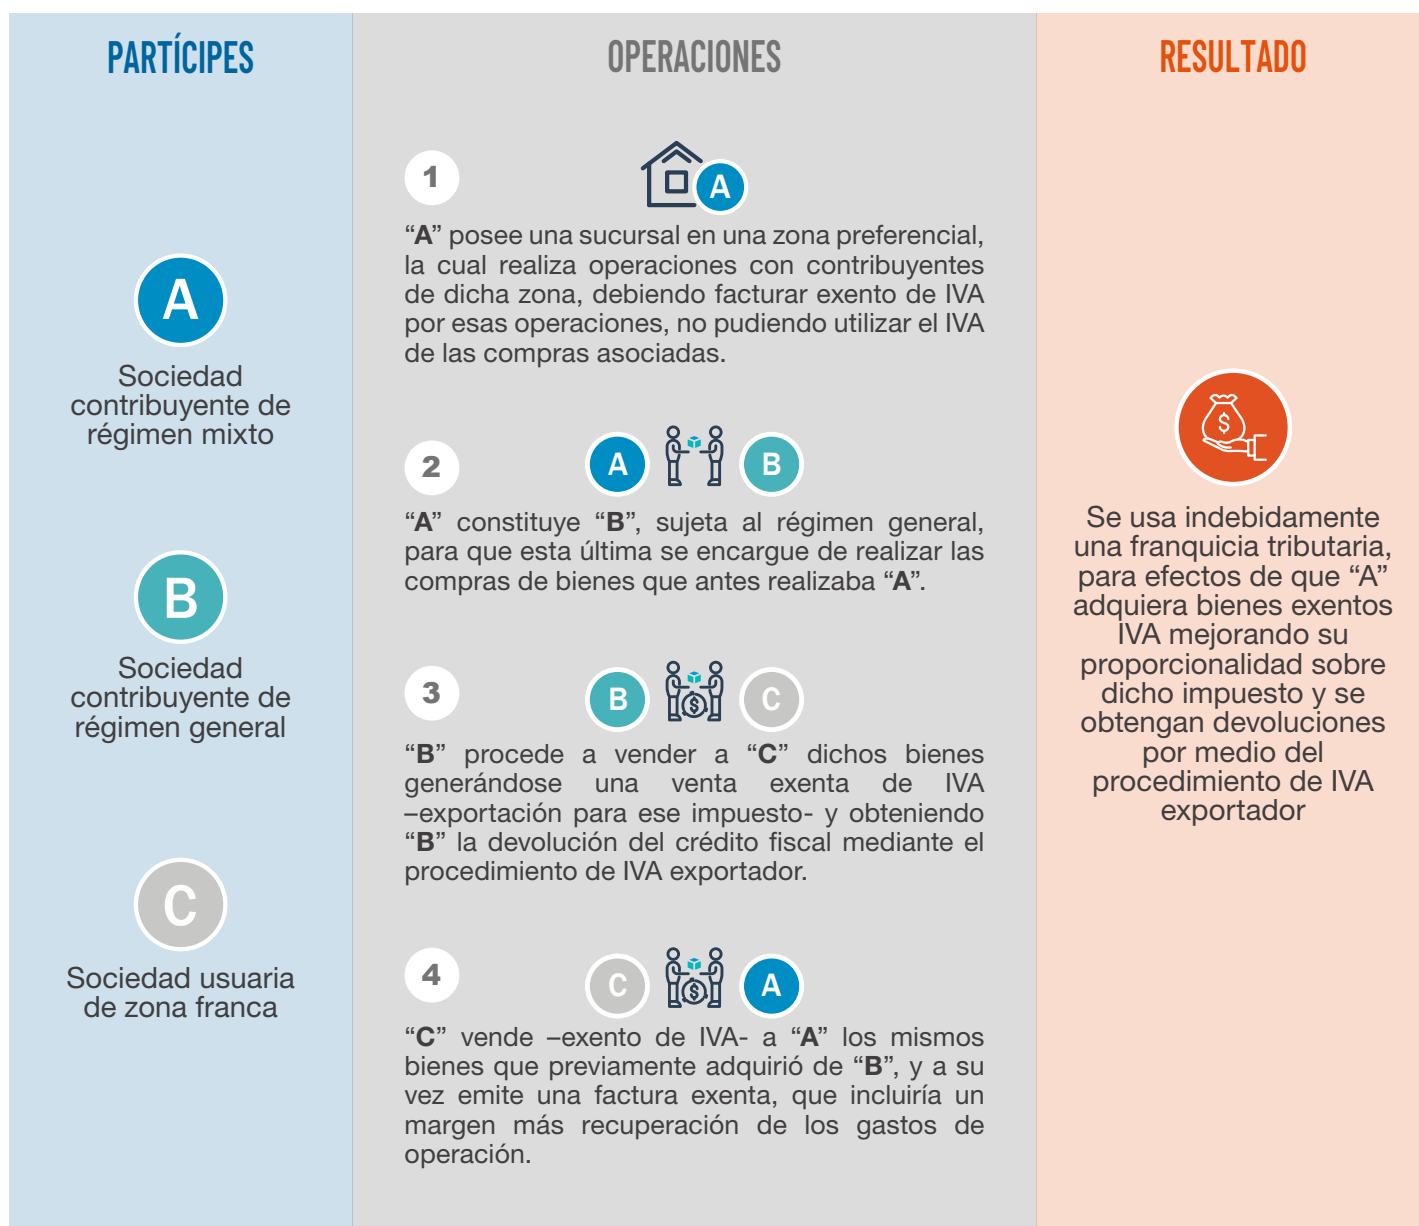 PARTÍCIPES
A
Sociedad
contribuyente de
régimen mixto
B
Sociedad
contribuyente de
régimen general
C
Sociedad usuaria
de zona franca
OPERACIONES
1
A
“A” posee una sucursal en una zona preferencial,
la cual realiza operaciones con contribuyentes
de dicha zona, debiendo facturar exento de IVA
por esas operaciones, no pudiendo utilizar el IVA
de las compras asociadas.
2
A B
“A” constituye “B”, sujeta al régimen general,
para que esta última se encargue de realizar las
compras de bienes que antes realizaba “A”.
3
B $ C
“B” procede a vender a “C” dichos bienes
generándose una venta exenta de IVA
–exportación para ese impuesto- y obteniendo
“B” la devolución del crédito fiscal mediante el
procedimiento de IVA exportador.
4
C $ A
“C” vende –exento de IVA- a “A” los mismos
bienes que previamente adquirió de “B”, y a su
vez emite una factura exenta, que incluiría un
margen más recuperación de los gastos de
operación.
RESULTADO
$
Se usa indebidamente
una franquicia tributaria,
para efectos de que “A”
adquiera bienes exentos
IVA mejorando su
proporcionalidad sobre
dicho impuesto y se
obtengan devoluciones
por medio del
procedimiento de IVA
exportador